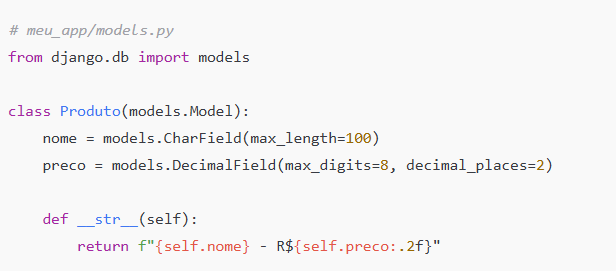 # meu_app/models.py
from django.db import models
class Produto(models.Model):
    nome = models.CharField(max_length=100)
    preco = models.DecimalField(max_digits=8, decimal_places=2)
    def __str__(self):
        return f"{self.nome} - R${self.preco:.2f}"